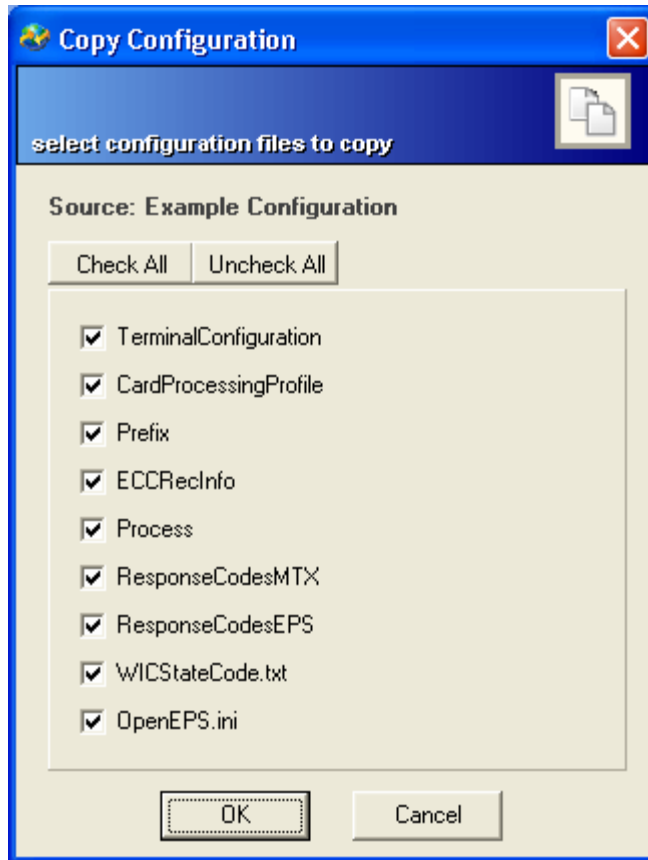 Copy Configuration
select configuration files to copy
Source: Example Configuration
Check All Uncheck All
TerminalConfiguration
CardProcessingProfile
Prefix
ECCRecInfo
Process
ResponseCodesMTX
ResponseCodesEPS
WICStateCode.txt
OpenEPS.ini
OK Cancel